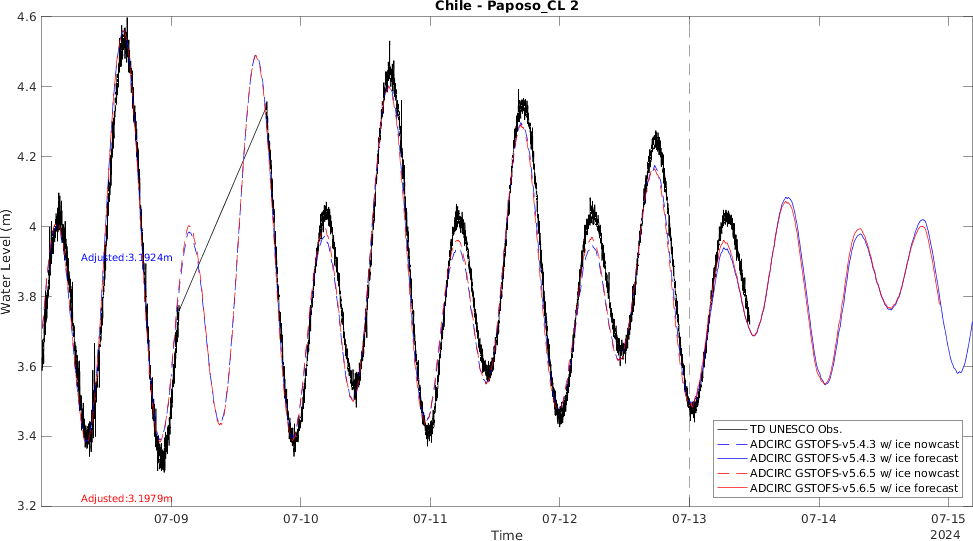 Chile - Paposo_CL 2
4.6
4.4
4.2
4
3.8
3.6
3.4
3.2
Water Level (m)
Adjusted:3.1924m
Adjusted:3.1979m
TD UNESCO Obs.
ADCIRC GSTOFS-v5.4.3 w/ ice nowcast
ADCIRC GSTOFS-v5.4.3 w/ ice forecast
ADCIRC GSTOFS-v5.6.5 w/ ice nowcast
ADCIRC GSTOFS-v5.6.5 w/ ice forecast
07-09 07-10 07-11 07-12 07-13 07-14 07-15
Time
2024